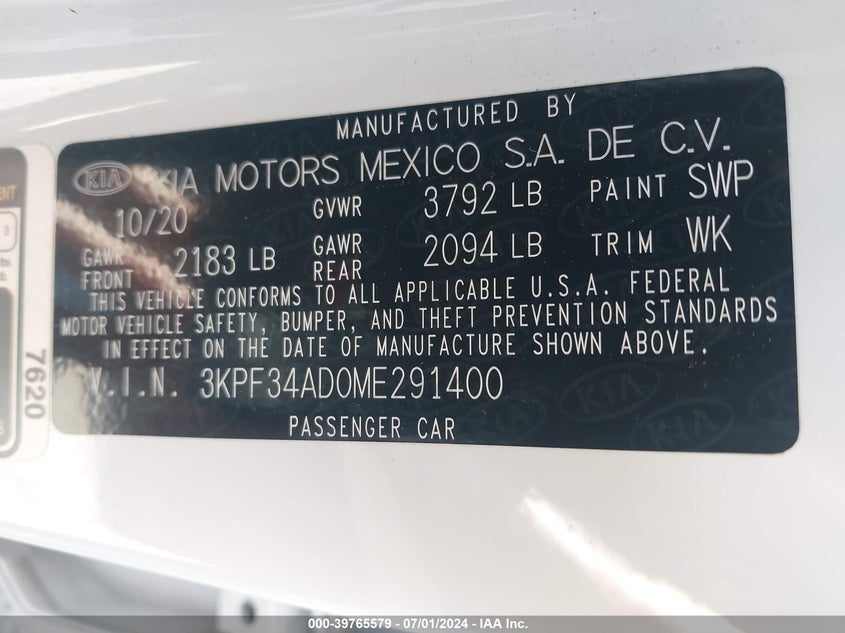 MANUFACTURED BY
KIA KIA MOTORS MEXICO S.A. DE C.V.
10/20 GVWR 3792 LB PAINT SWP
GAWR FRONT 2183 LB GAWR REAR 2094 LB TRIM WK
THIS VEHICLE CONFORMS TO ALL APPLICABLE U.S.A. FEDERAL
MOTOR VEHICLE SAFETY, BUMPER, AND THEFT PREVENTION STANDARDS
IN EFFECT ON THE DATE OF MANUFACTURE SHOWN ABOVE.
V.I.N. 3KPF34AD0ME291400
PASSENGER CAR
7620
000-39765579 - 07/01/2024 - IAA Inc.